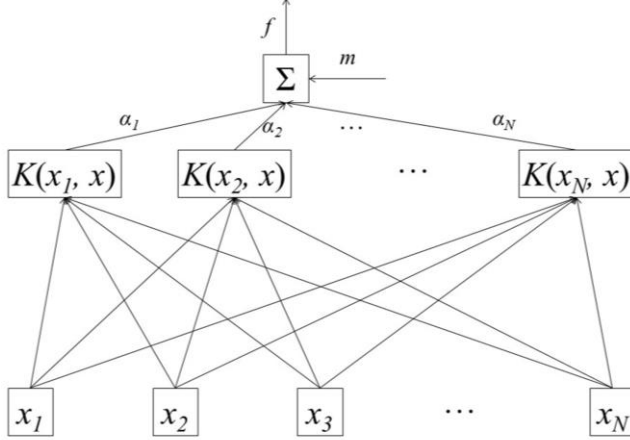 f
m
Σ
α1
α2
...
αN
K(x1, x)
K(x2, x)
...
K(xN, x)
x1
x2
x3
...
xN